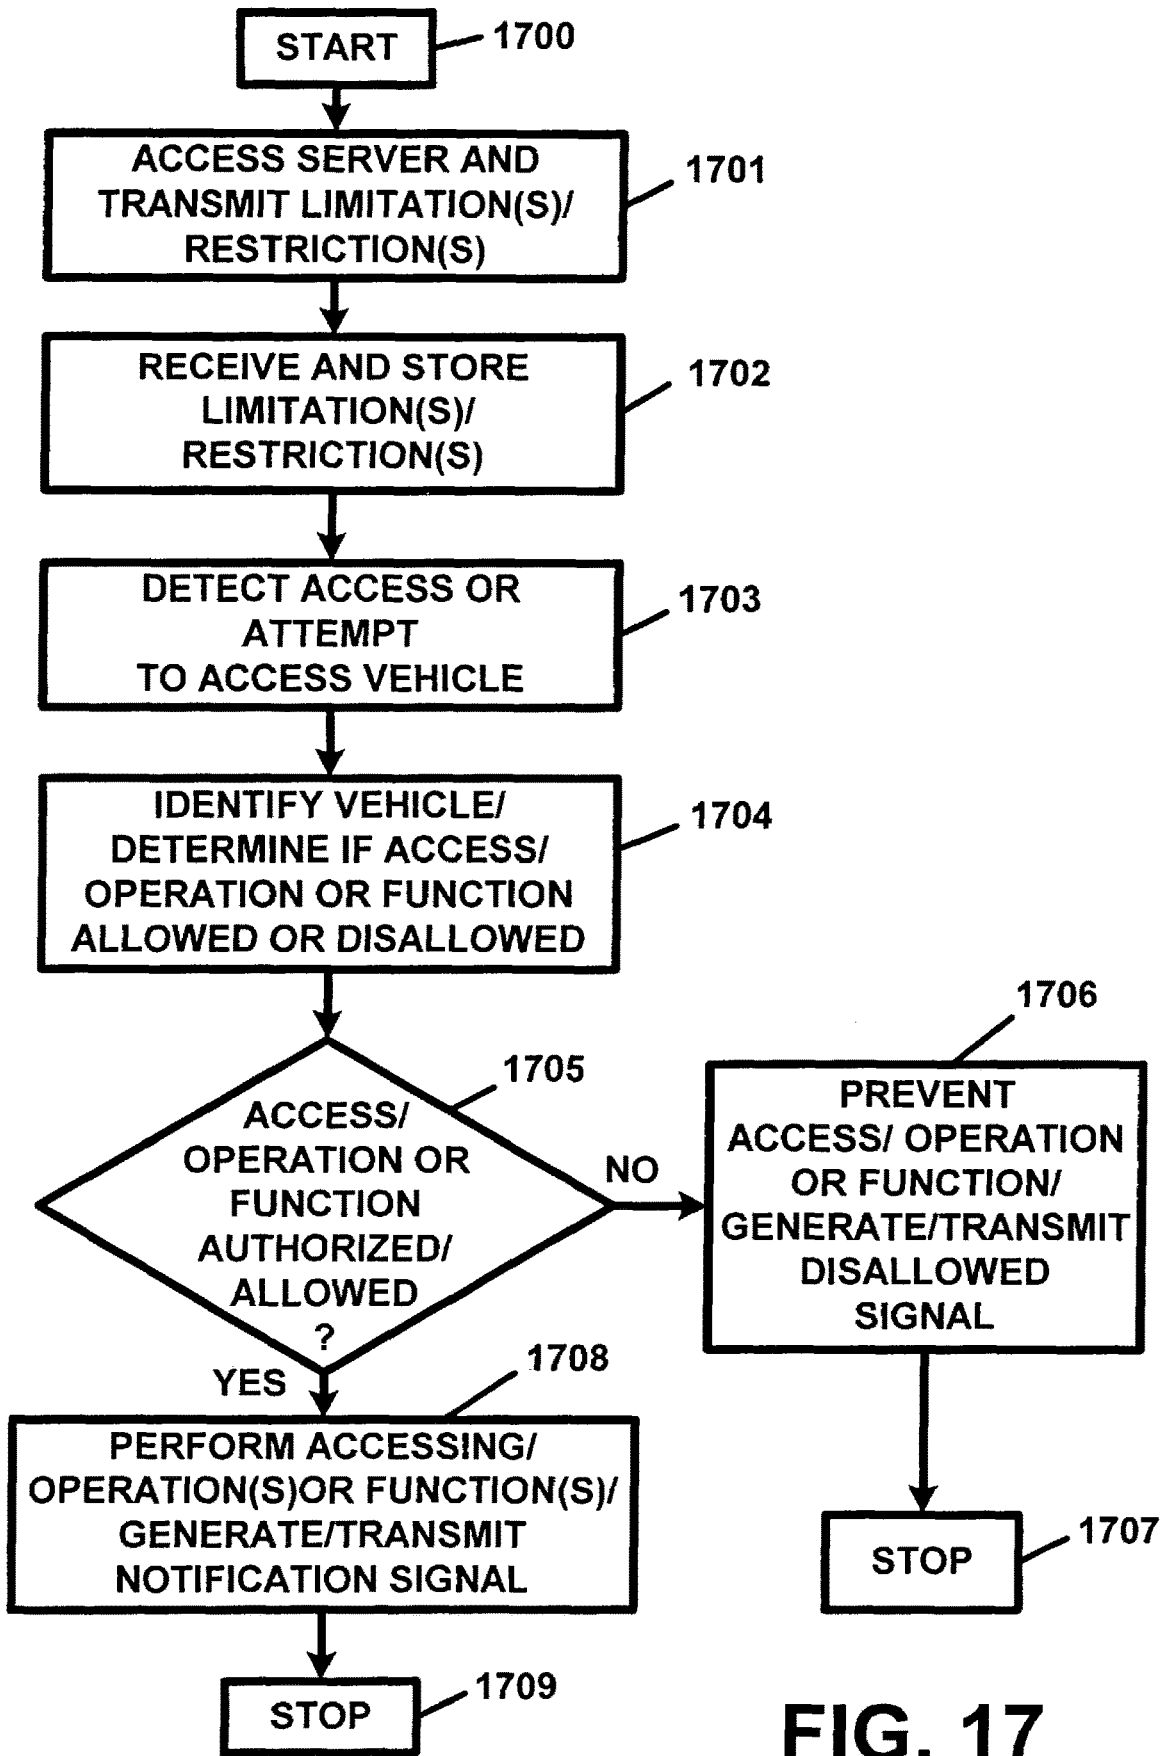 START
1700
ACCESS SERVER AND
TRANSMIT LIMITATION(S)/
RESTRICTION(S)
1701
RECEIVE AND STORE
LIMITATION(S)/
RESTRICTION(S)
1702
DETECT ACCESS OR
ATTEMPT
TO ACCESS VEHICLE
1703
IDENTIFY VEHICLE/
DETERMINE IF ACCESS/
OPERATION OR FUNCTION
ALLOWED OR DISALLOWED
1704
ACCESS/
OPERATION OR
FUNCTION
AUTHORIZED/
ALLOWED
?
1705
NO
1706
PREVENT
ACCESS/ OPERATION
OR FUNCTION/
GENERATE/TRANSMIT
DISALLOWED
SIGNAL
STOP
1707
YES
1708
PERFORM ACCESSING/
OPERATION(S)OR FUNCTION(S)/
GENERATE/TRANSMIT
NOTIFICATION SIGNAL
STOP
1709
FIG. 17